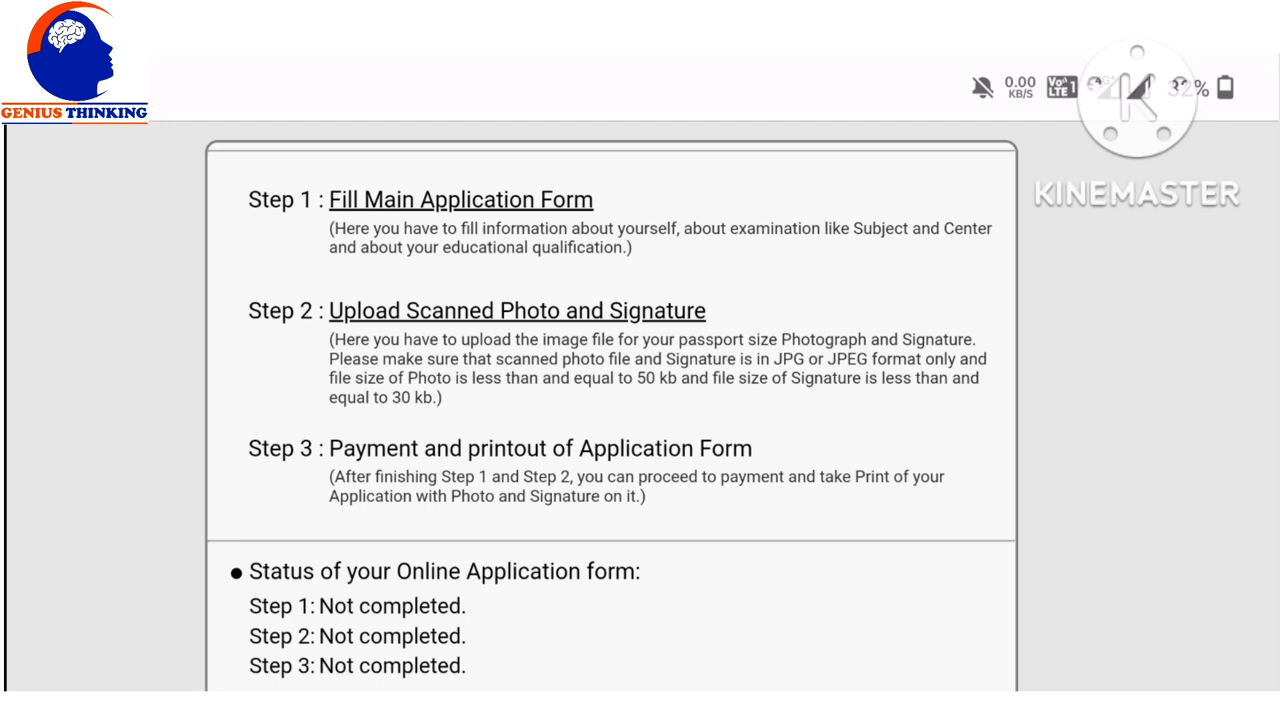 GENIUS THINKING
0.00
KB/S
Vo
LTE 1
32%
KINEMASTER
Step 1 : Fill Main Application Form
(Here you have to fill information about yourself, about examination like Subject and Center
and about your educational qualification.)
Step 2 : Upload Scanned Photo and Signature
(Here you have to upload the image file for your passport size Photograph and Signature.
Please make sure that scanned photo file and Signature is in JPG or JPEG format only and
file size of Photo is less than and equal to 50 kb and file size of Signature is less than and
equal to 30 kb.)
Step 3 : Payment and printout of Application Form
(After finishing Step 1 and Step 2, you can proceed to payment and take Print of your
Application with Photo and Signature on it.)
● Status of your Online Application form:
Step 1: Not completed.
Step 2: Not completed.
Step 3: Not completed.